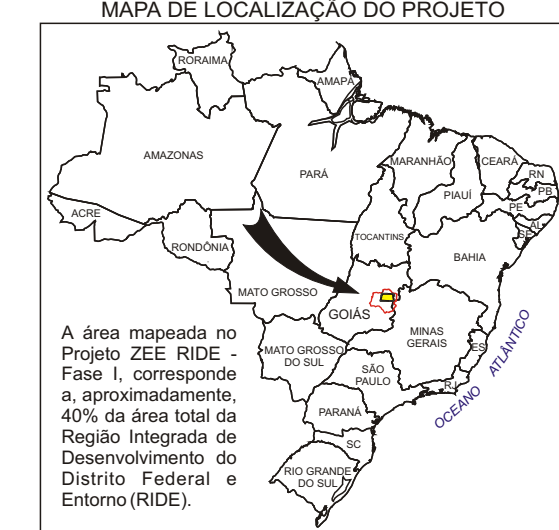 MAPA DE LOCALIZAÇÃO DO PROJETO
RORAIMA
AMAPÁ
AMAZONAS
PARÁ
MARANHÃO
CEARÁ
RN
PB
PIAUÍ
PE
AL
SE
ACRE
RONDÔNIA
TOCANTINS
BAHIA
MATO GROSSO
GOIÁS
MINAS
GERAIS
ES
MATO GROSSO
DO SUL
SÃO
PAULO
RJ
OCEANO ATLÂNTICO
PARANÁ
SC
RIO GRANDE
DO SUL
A área mapeada no
Projeto ZEE RIDE -
Fase I, corresponde
a, aproximadamente,
40% da área total da
Região Integrada de
Desenvolvimento do
Distrito Federal e
Entorno (RIDE).